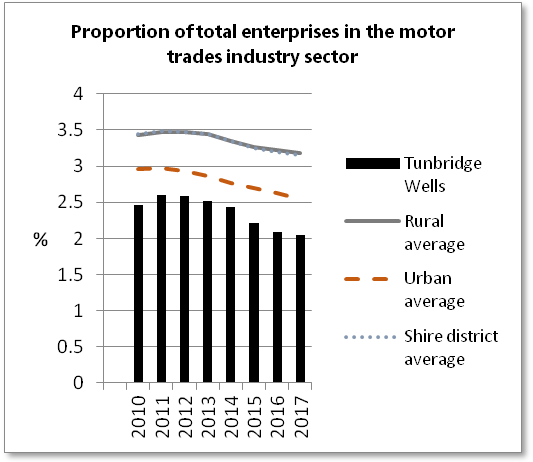 Proportion of total enterprises in the motor
trades industry sector
4
3.5
3
2.5
2
1.5
1
0.5
0
%
2010
2011
2012
2013
2014
2015
2016
2017
Tunbridge
Wells
Rural
average
Urban
average
Shire district
average